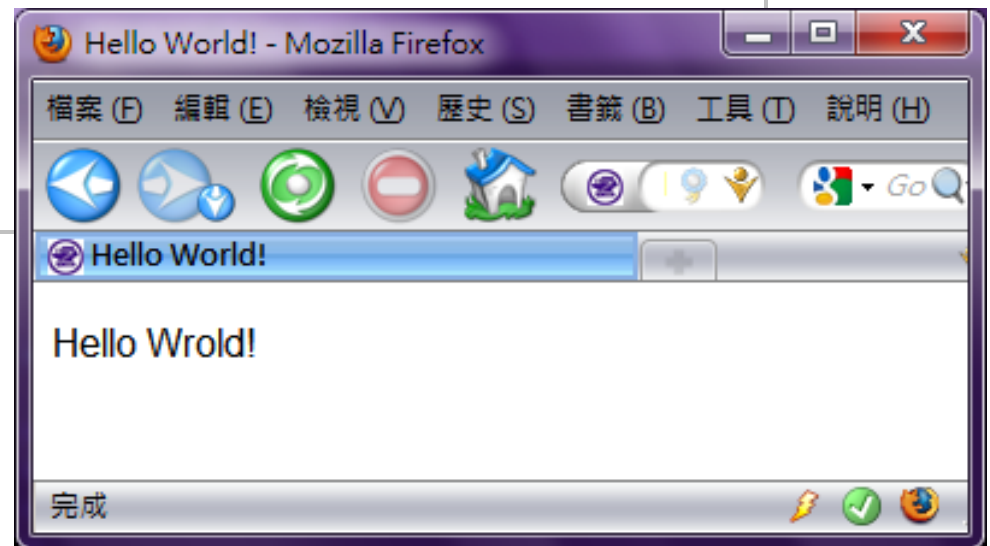 Hello World! - Mozilla Firefox
檔案 (F) 編輯 (E) 檢視 (V) 歷史 (S) 書籤 (B) 工具 (T) 說明 (H)
Go
Hello World!
Hello Wrold!
完成